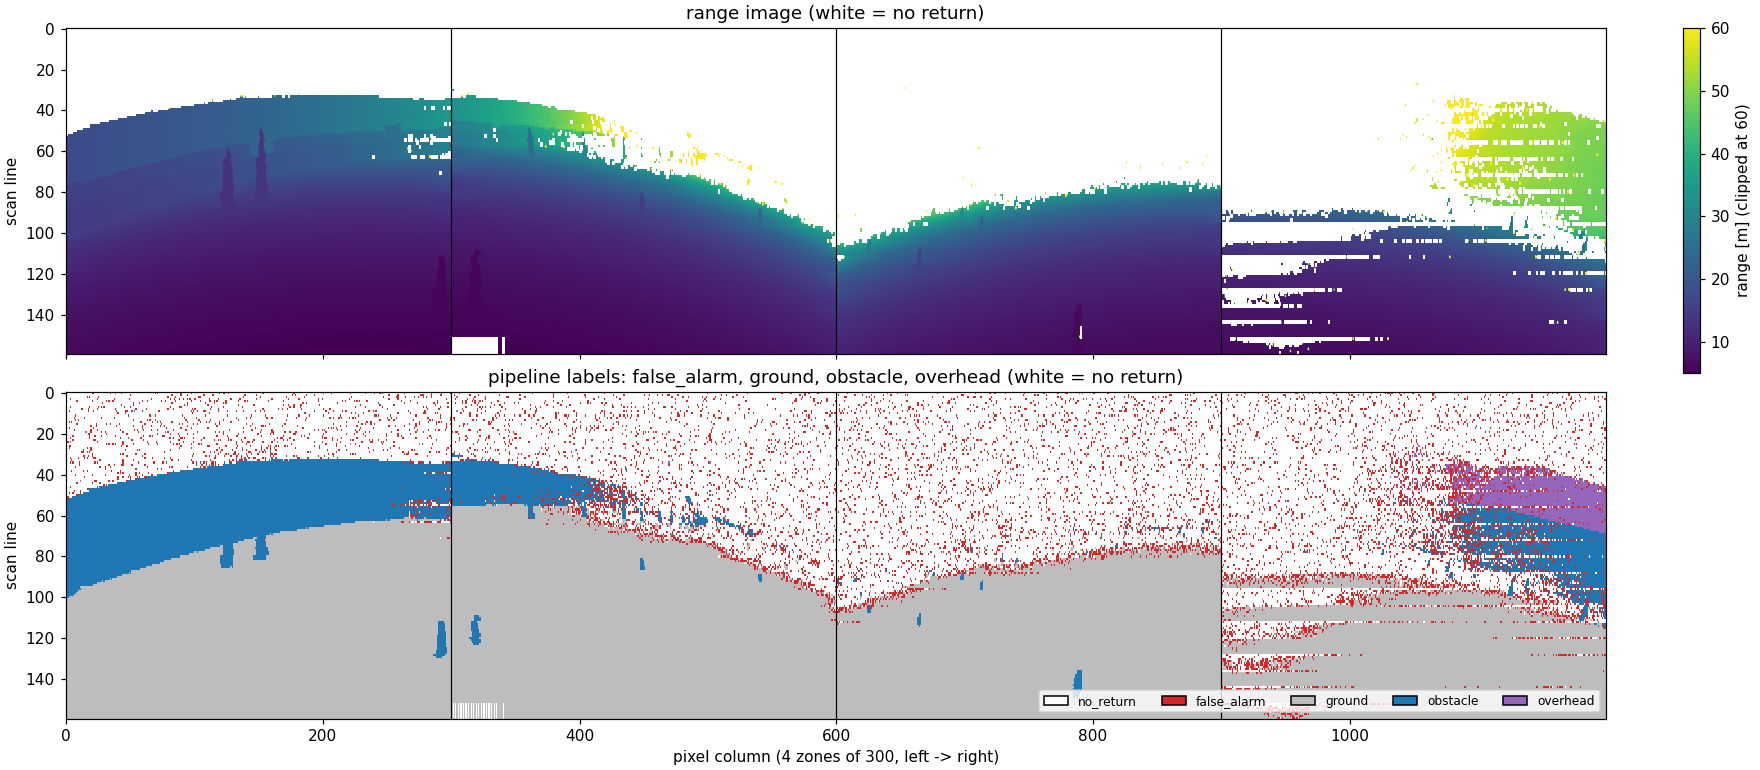 range image (white = no return)
0
20
40
60
80
100
120
140
scan line
60
50
40
30
20
10
range [m] (clipped at 60)
pipeline labels: false_alarm, ground, obstacle, overhead (white = no return)
0
20
40
60
80
100
120
140
scan line
no_return false_alarm ground obstacle overhead
0 200 400 600 800 1000
pixel column (4 zones of 300, left -> right)